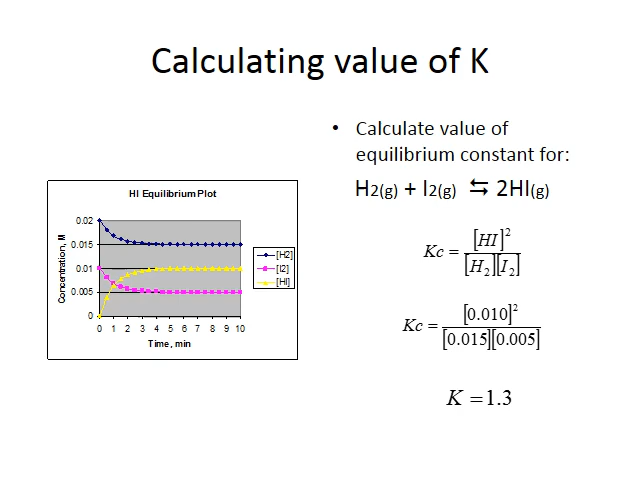 Calculating value of K
• Calculate value of
equilibrium constant for:
H2(g) + I2(g) ⇆ 2HI(g)
Kc = [HI]² / [H₂][I₂]
Kc = [0.010]² / [0.015][0.005]
K = 1.3
HI Equilibrium Plot
Concentration, M
0.02
0.015
0.01
0.005
0
0 1 2 3 4 5 6 7 8 9 10
Time, min
[H2]
[I2]
[HI]